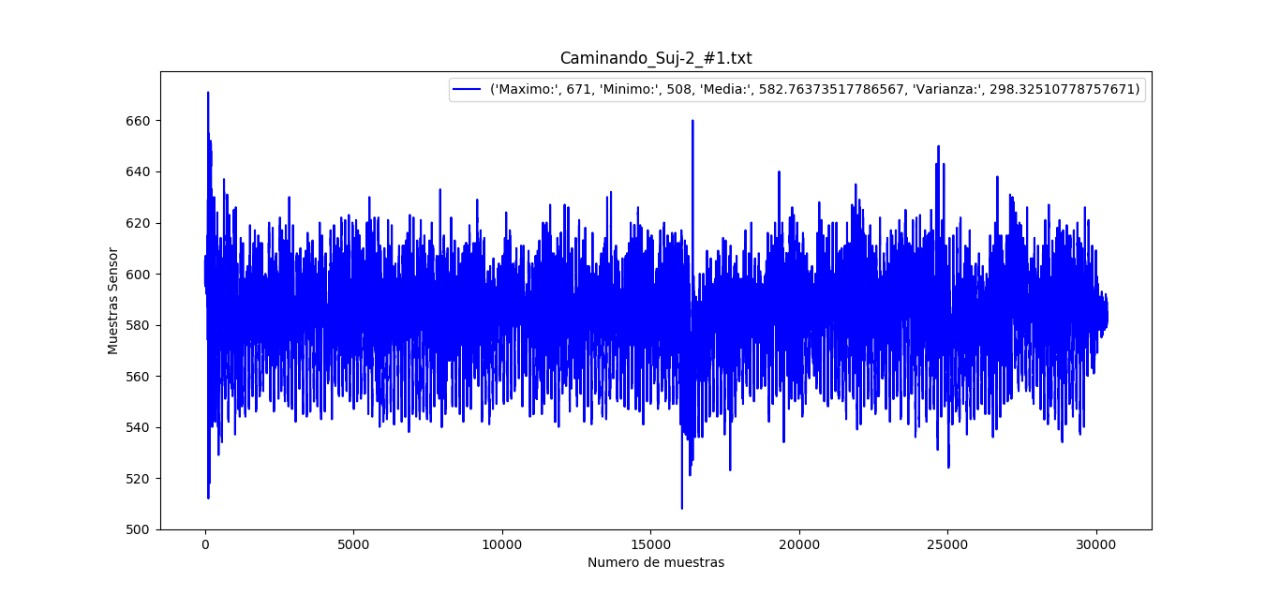 Caminando_Suj-2_#1.txt
('Maximo:', 671, 'Minimo:', 508, 'Media:', 582.76373517786567, 'Varianza:', 298.32510778757671)
660
640
620
600
580
560
540
520
500
Muestras Sensor
0 5000 10000 15000 20000 25000 30000
Numero de muestras